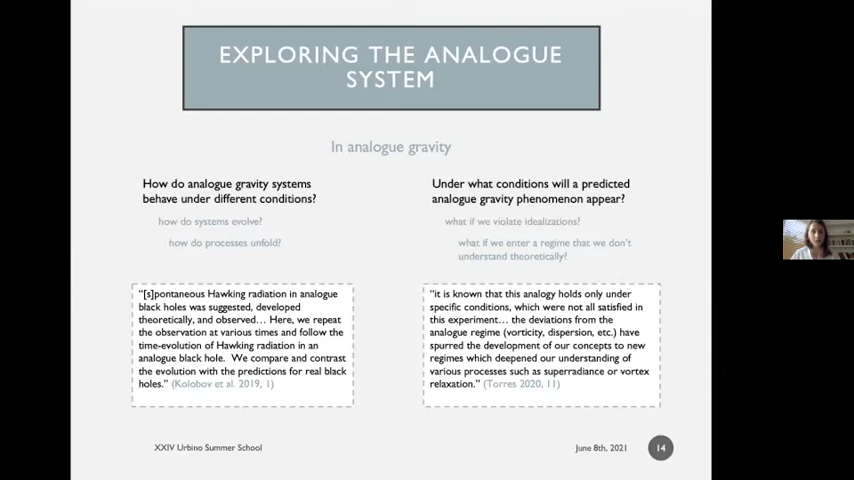 EXPLORING THE ANALOGUE
SYSTEM
In analogue gravity
How do analogue gravity systems
behave under different conditions?
how do systems evolve?
how do processes unfold?
"[s]pontaneous Hawking radiation in analogue
black holes was suggested, developed
theoretically, and observed... Here, we repeat
the observation at various times and follow the
time-evolution of Hawking radiation in an
analogue black hole. We compare and contrast
the evolution with the predictions for real black
holes." (Kolobov et al. 2019, 1)
Under what conditions will a predicted
analogue gravity phenomenon appear?
what if we violate idealizations?
what if we enter a regime that we don't
understand theoretically?
"it is known that this analogy holds only under
specific conditions, which were not all satisfied in
this experiment... the deviations from the
analogue regime (vorticity, dispersion, etc.) have
spurred the development of our concepts to new
regimes which deepened our understanding of
various processes such as superradiance or vortex
relaxation." (Torres 2020, 11)
XXIV Urbino Summer School
June 8th, 2021
14